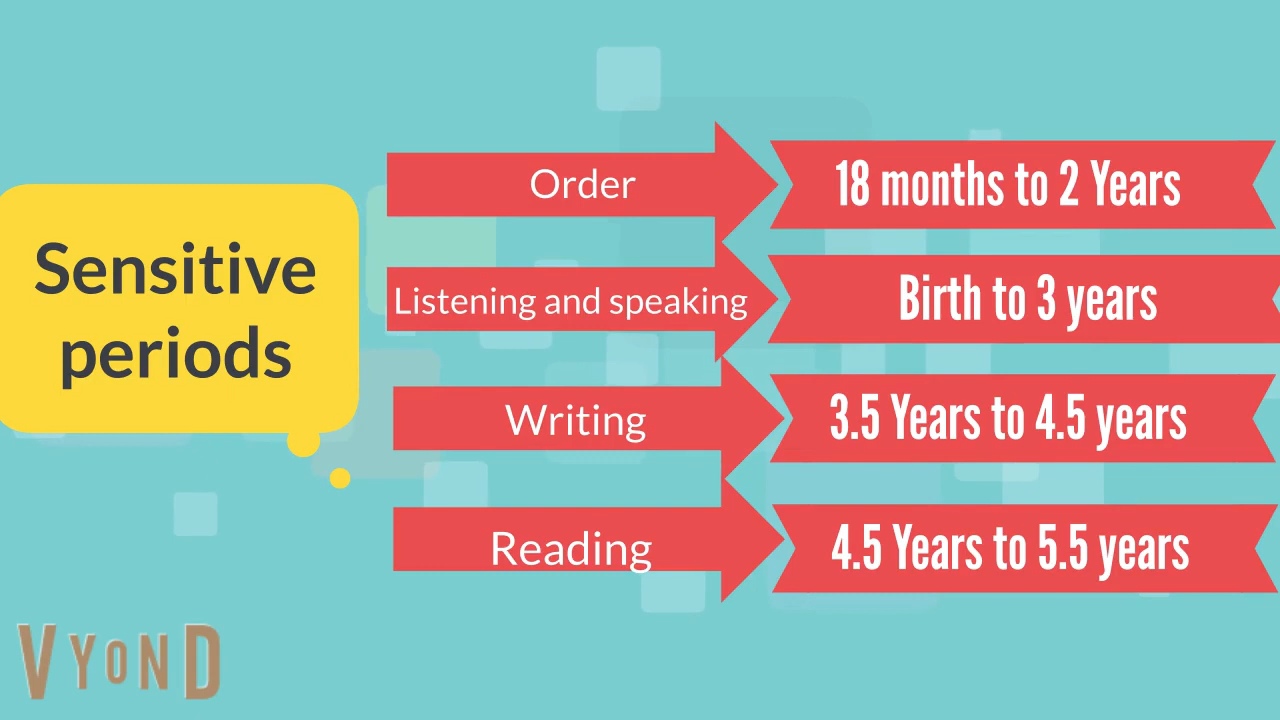 Sensitive
periods
Order
18 months to 2 Years
Listening and speaking
Birth to 3 years
Writing
3.5 Years to 4.5 years
Reading
4.5 Years to 5.5 years
VYOND